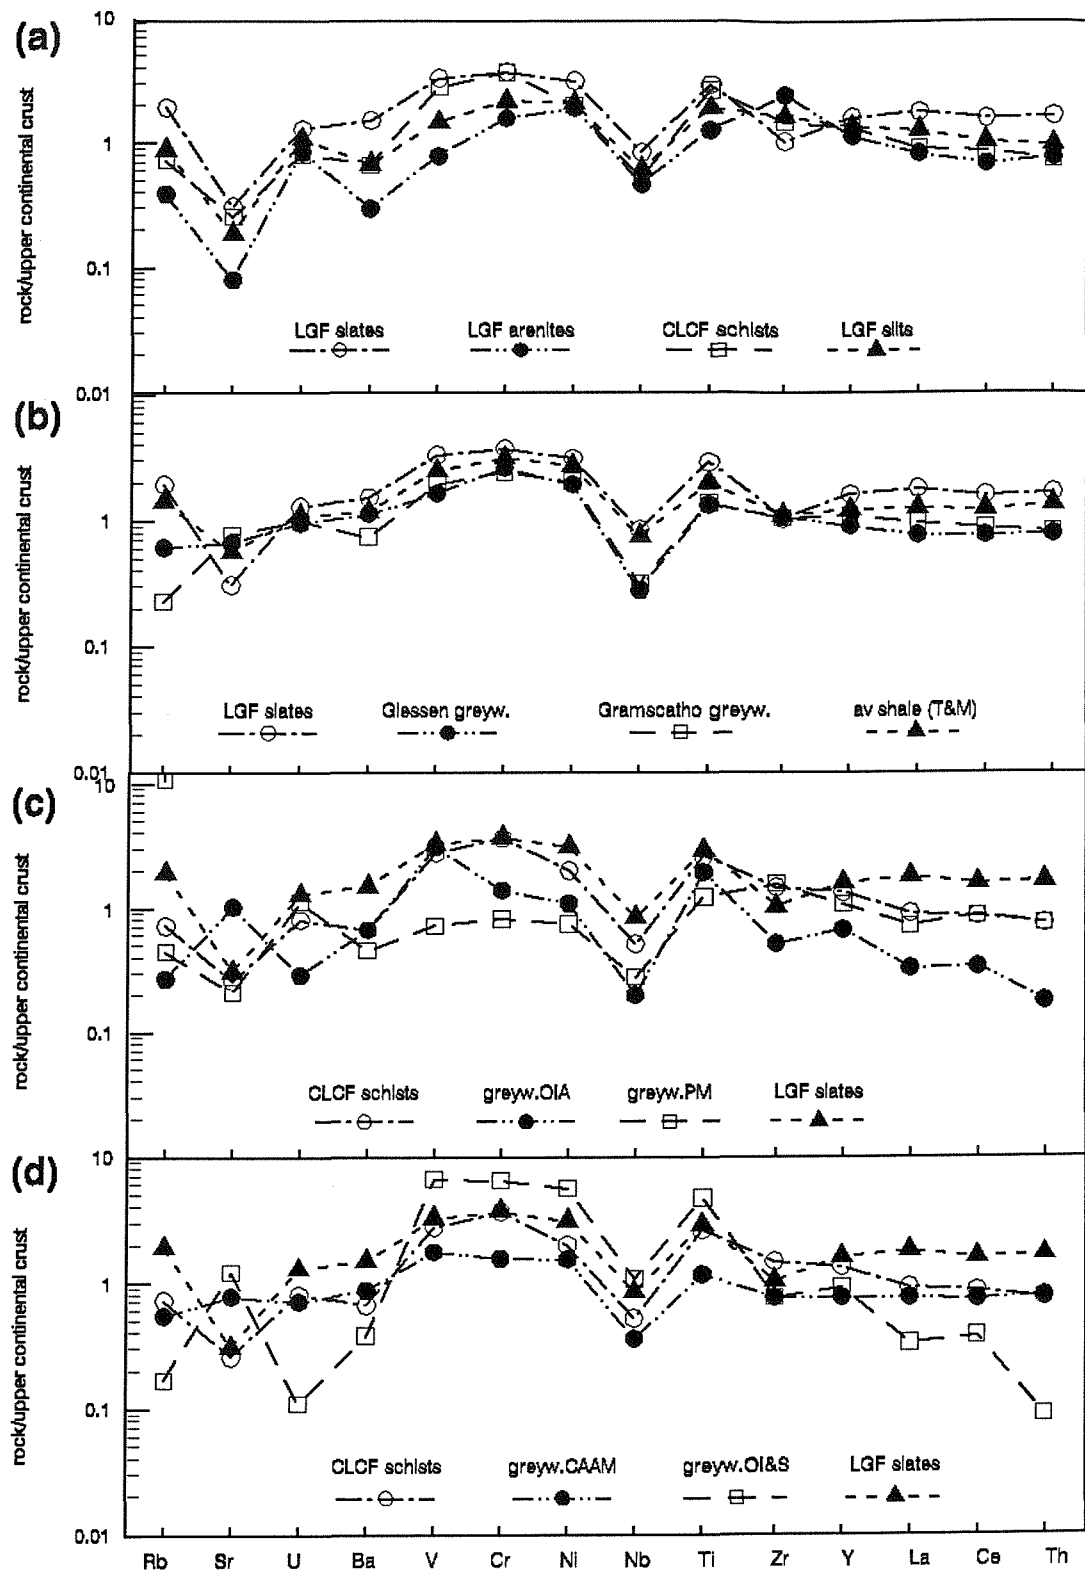 (a)
10
1
0.1
0.01
rock/upper continental crust
LGF slates
LGF arenites
CLCF schists
LGF silts
(b)
1
0.1
0.01
rock/upper continental crust
LGF slates
Giessen greyw.
Gramscatho greyw.
av shale (T&M)
(c)
10
1
0.1
rock/upper continental crust
CLCF schists
greyw.OIA
greyw.PM
LGF slates
(d)
10
1
0.1
0.01
rock/upper continental crust
CLCF schists
greyw.CAAM
greyw.OI&S
LGF slates
Rb Sr U Ba V Cr Ni Nb Ti Zr Y La Ce Th